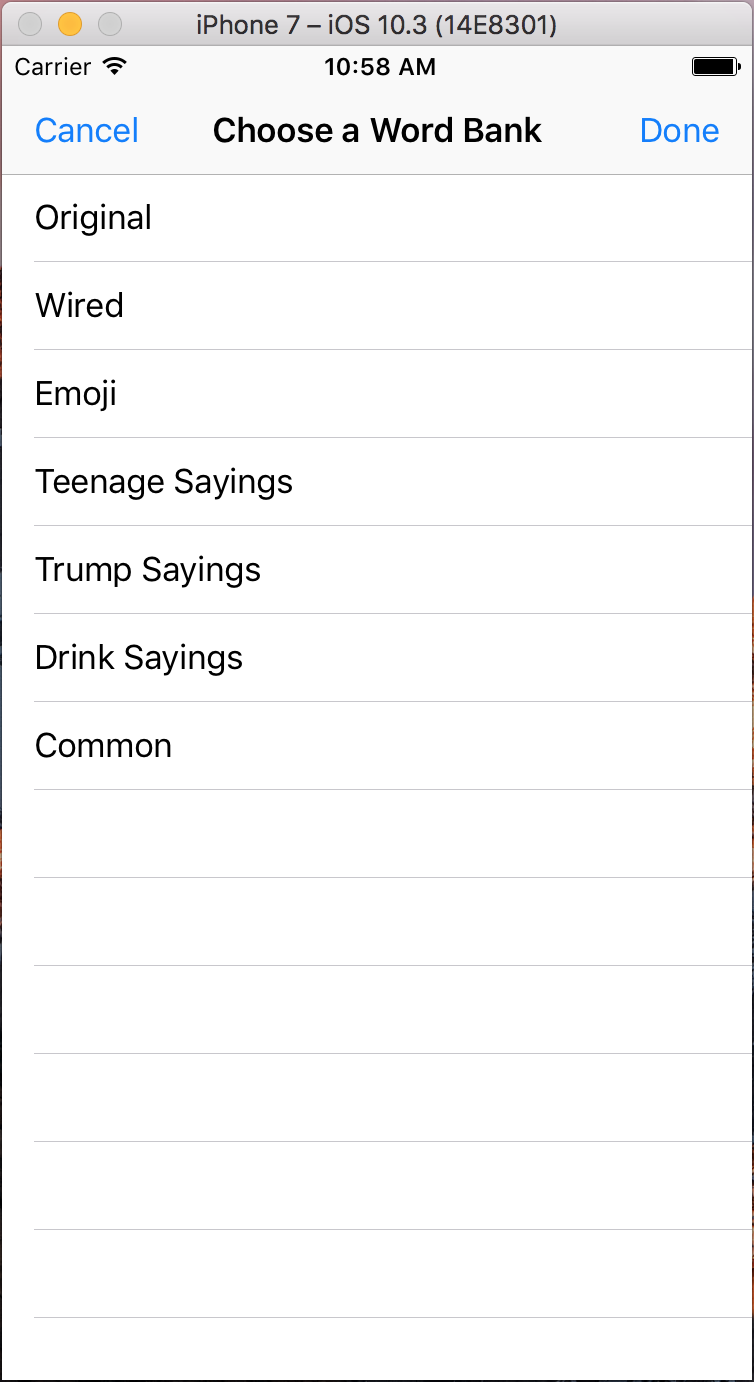 iPhone 7 – iOS 10.3 (14E8301)
Carrier 10:58 AM
Cancel Choose a Word Bank Done
Original
Wired
Emoji
Teenage Sayings
Trump Sayings
Drink Sayings
Common